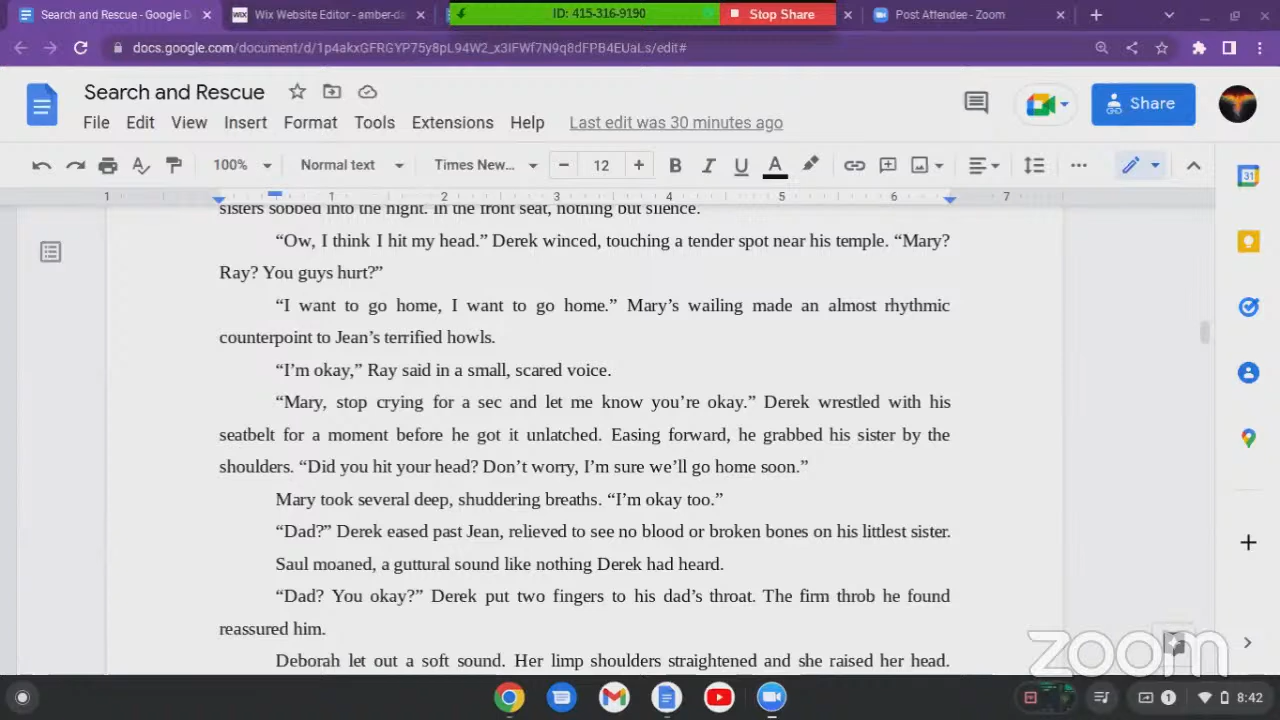 Search and Rescue - Google D
Wix Website Editor - amber-da
ID: 415-316-9190
Stop Share
Post Attendee - Zoom
docs.google.com/document/d/1p4akxGFRGYP75y8pL94W2_x3IFWf7N9q8dFPB4EUaLs/edit#
Search and Rescue
Share
File Edit View Insert Format Tools Extensions Help Last edit was 30 minutes ago
100% Normal text Times New... 12 B I U A
1 1 2 3 4 5 6 7
31
sisters sobbed into the night. In the front seat, nothing but silence.
“Ow, I think I hit my head.” Derek winced, touching a tender spot near his temple. “Mary?
Ray? You guys hurt?”
“I want to go home, I want to go home.” Mary’s wailing made an almost rhythmic
counterpoint to Jean’s terrified howls.
“I’m okay,” Ray said in a small, scared voice.
“Mary, stop crying for a sec and let me know you’re okay.” Derek wrestled with his
seatbelt for a moment before he got it unlatched. Easing forward, he grabbed his sister by the
shoulders. “Did you hit your head? Don’t worry, I’m sure we’ll go home soon.”
Mary took several deep, shuddering breaths. “I’m okay too.”
“Dad?” Derek eased past Jean, relieved to see no blood or broken bones on his littlest sister.
Saul moaned, a guttural sound like nothing Derek had heard.
“Dad? You okay?” Derek put two fingers to his dad’s throat. The firm throb he found
reassured him.
Deborah let out a soft sound. Her limp shoulders straightened and she raised her head.
zoom
1 8:42